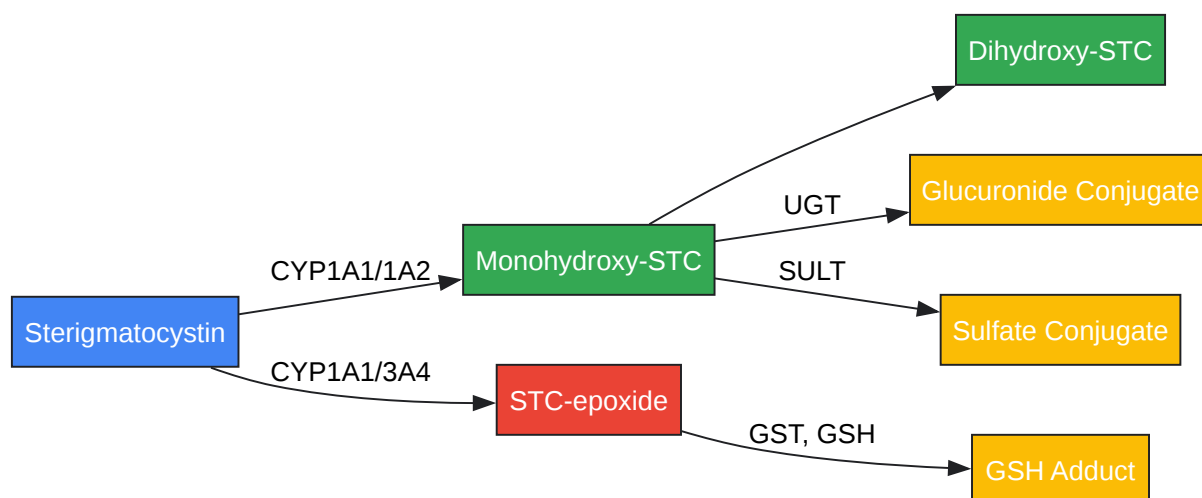 Dihydroxy-STC
UGT
Glucuronide Conjugate
CYP1A1/1A2
Monohydroxy-STC
SULT
Sterigmatocystin
Sulfate Conjugate
CYP1A1/3A4
STC-epoxide
GST, GSH
GSH Adduct